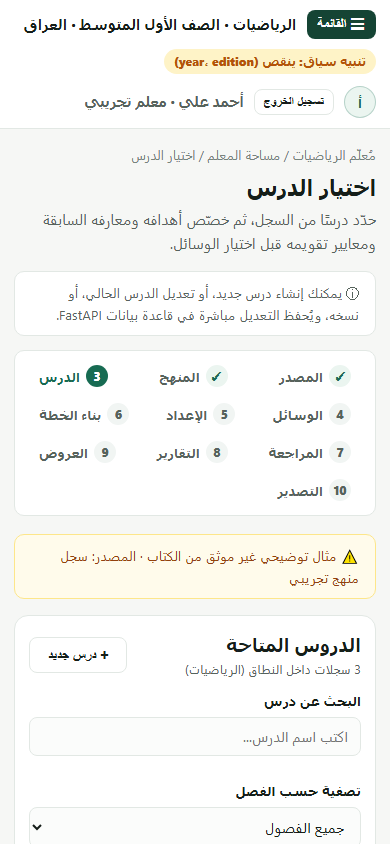 ☰ القائمة
الرياضيات • الصف الأول المتوسط • العراق
تنبيه سياق: ينقص (year، edition)
أ
تسجيل الخروج
أحمد علي • معلم تجريبي
مُعلّم الرياضيات / مساحة المعلم / اختيار الدرس
اختيار الدرس
حدّد درسًا من السجل، ثم خصّص أهدافه ومعارفه السابقة
ومعايير تقويمه قبل اختيار الوسائل.
ⓘ يمكنك إنشاء درس جديد، أو تعديل الدرس الحالي، أو
نسخه، ويُحفظ التعديل مباشرة في قاعدة بيانات FastAPI.
✓ المصدر
✓ المنهج
3 الدرس
4 الوسائل
5 الإعداد
6 بناء الخطة
7 المراجعة
8 التقارير
9 العروض
10 التصدير
⚠ مثال توضيحي غير موثق من الكتاب • المصدر: سجل
منهج تجريبي
الدروس المتاحة
3 سجلات داخل النطاق (الرياضيات)
+ درس جديد
البحث عن درس
اكتب اسم الدرس...
تصفية حسب الفصل
جميع الفصول